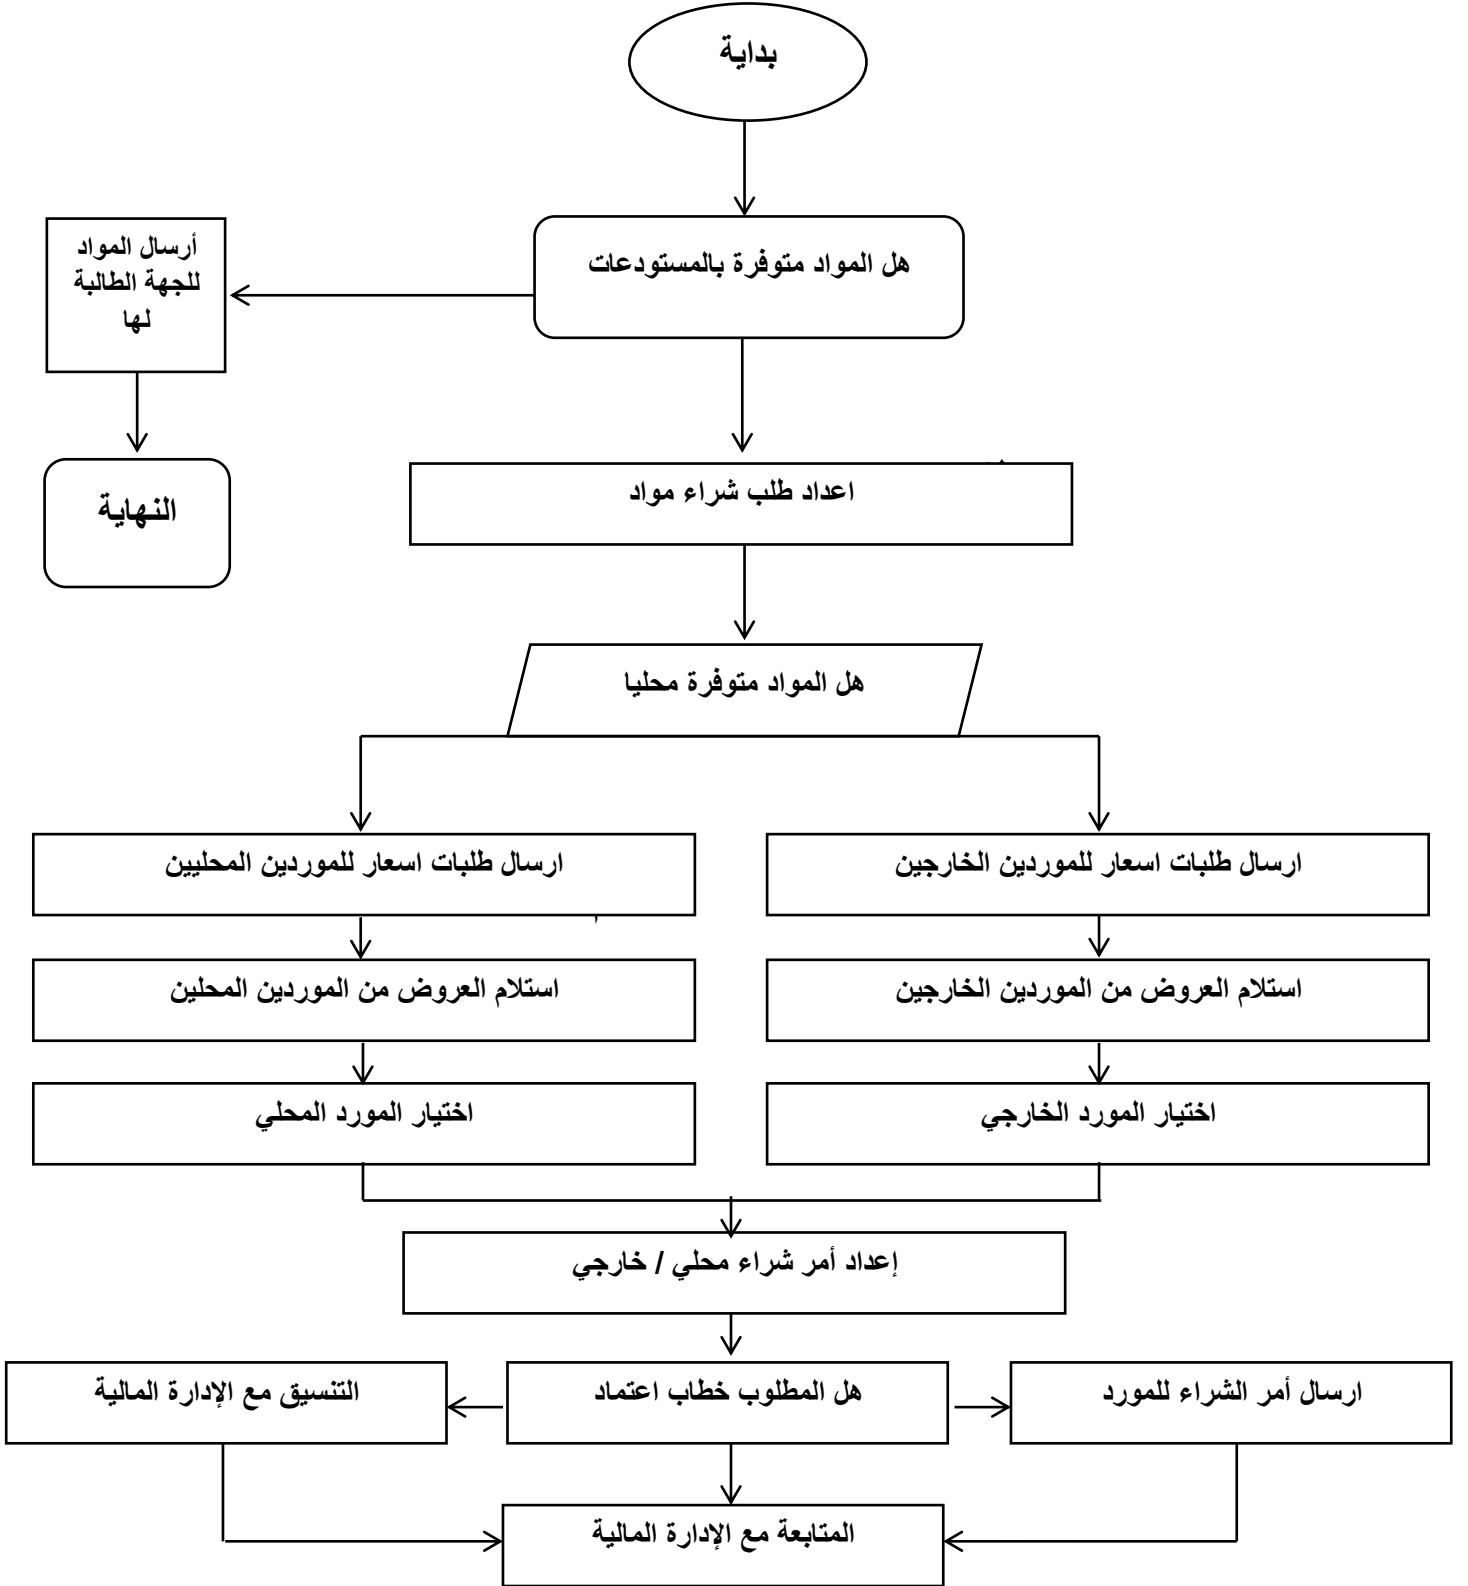 بداية
هل المواد متوفرة بالمستودعات
أرسال المواد
للجهة الطالبة
لها
النهاية
اعداد طلب شراء مواد
هل المواد متوفرة محليا
ارسال طلبات اسعار للموردين الخارجين
ارسال طلبات اسعار للموردين المحليين
استلام العروض من الموردين الخارجين
استلام العروض من الموردين المحلين
اختيار المورد الخارجي
اختيار المورد المحلي
إعداد أمر شراء محلي / خارجي
ارسال أمر الشراء للمورد
هل المطلوب خطاب اعتماد
التنسيق مع الإدارة المالية
المتابعة مع الإدارة المالية